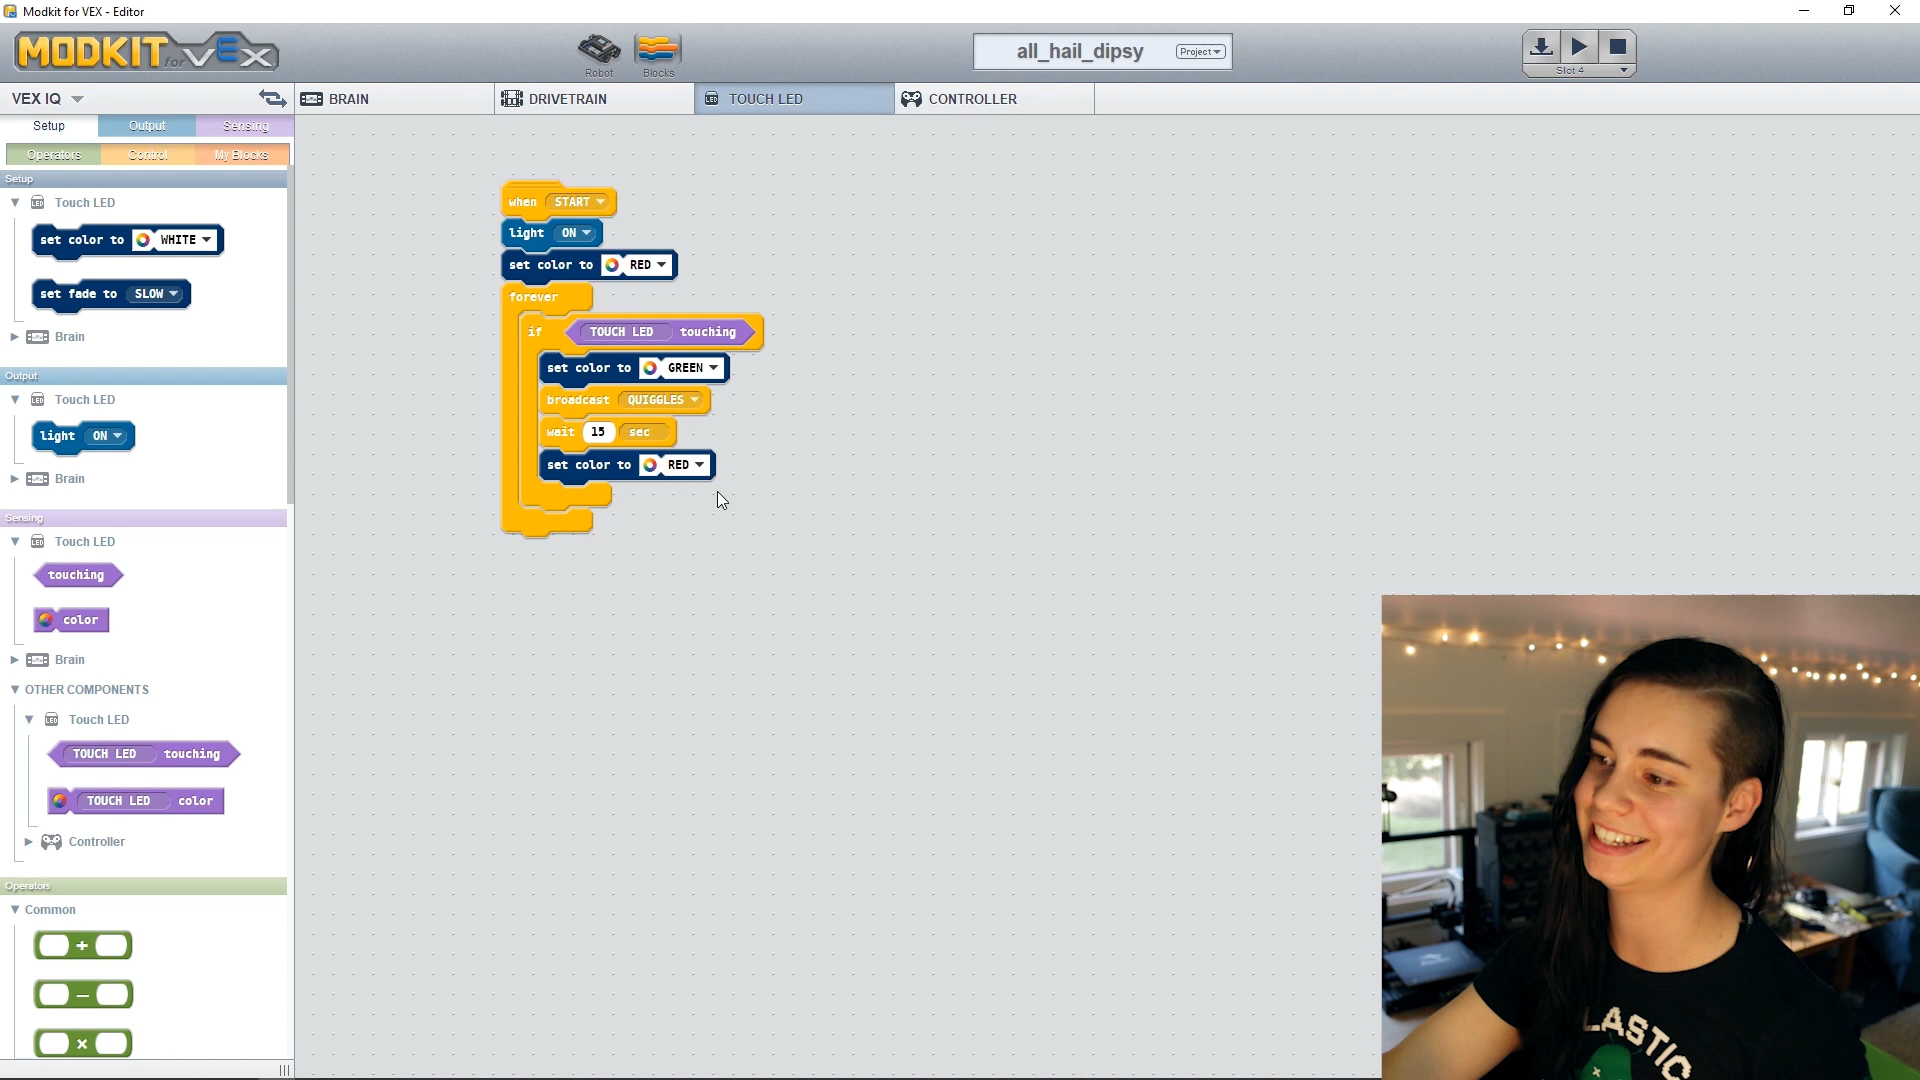 Modkit for VEX - Editor
MODKIT for VEX
Robot
Blocks
all_hail_dipsy
Project
Slot 4
VEX IQ
BRAIN
DRIVETRAIN
TOUCH LED
CONTROLLER
Setup
Output
Sensing
Operators
Control
My Blocks
Setup
Touch LED
set color to WHITE
set fade to SLOW
Brain
Output
Touch LED
light ON
Brain
Sensing
Touch LED
touching
color
Brain
OTHER COMPONENTS
Touch LED
TOUCH LED touching
TOUCH LED color
Controller
Operators
Common
+
–
×
when START
light ON
set color to RED
forever
if TOUCH LED touching
set color to GREEN
broadcast QUIGGLES
wait 15 sec
set color to RED
LASTIC